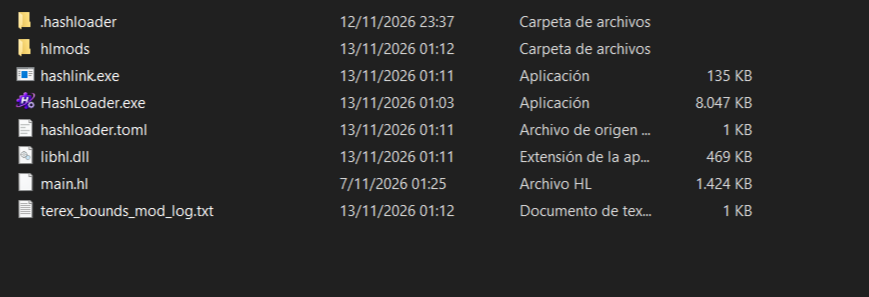 .hashloader 12/11/2026 23:37 Carpeta de archivos
hlmods 13/11/2026 01:12 Carpeta de archivos
hashlink.exe 13/11/2026 01:11 Aplicación 135 KB
HashLoader.exe 13/11/2026 01:03 Aplicación 8.047 KB
hashloader.toml 13/11/2026 01:11 Archivo de origen ... 1 KB
libhl.dll 13/11/2026 01:11 Extensión de la ap... 469 KB
main.hl 7/11/2026 01:25 Archivo HL 1.424 KB
terex_bounds_mod_log.txt 13/11/2026 01:12 Documento de tex... 1 KB